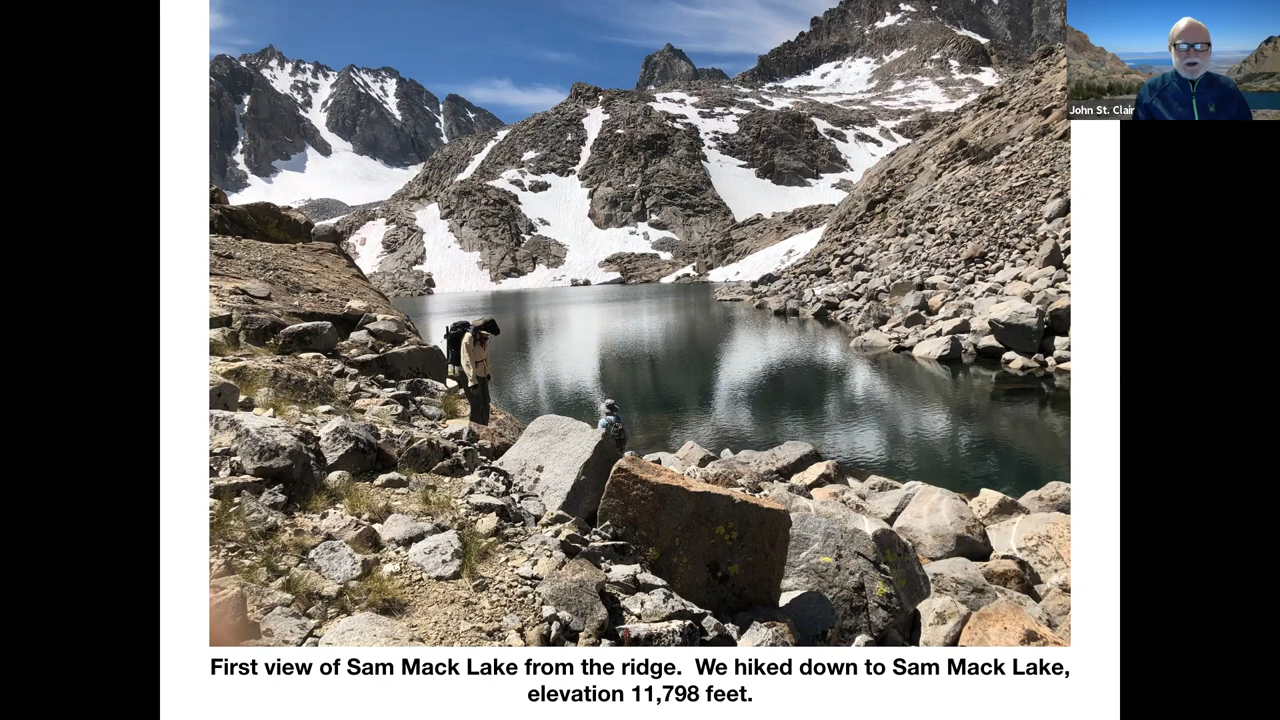 John St. Clair
First view of Sam Mack Lake from the ridge.  We hiked down to Sam Mack Lake,
elevation 11,798 feet.